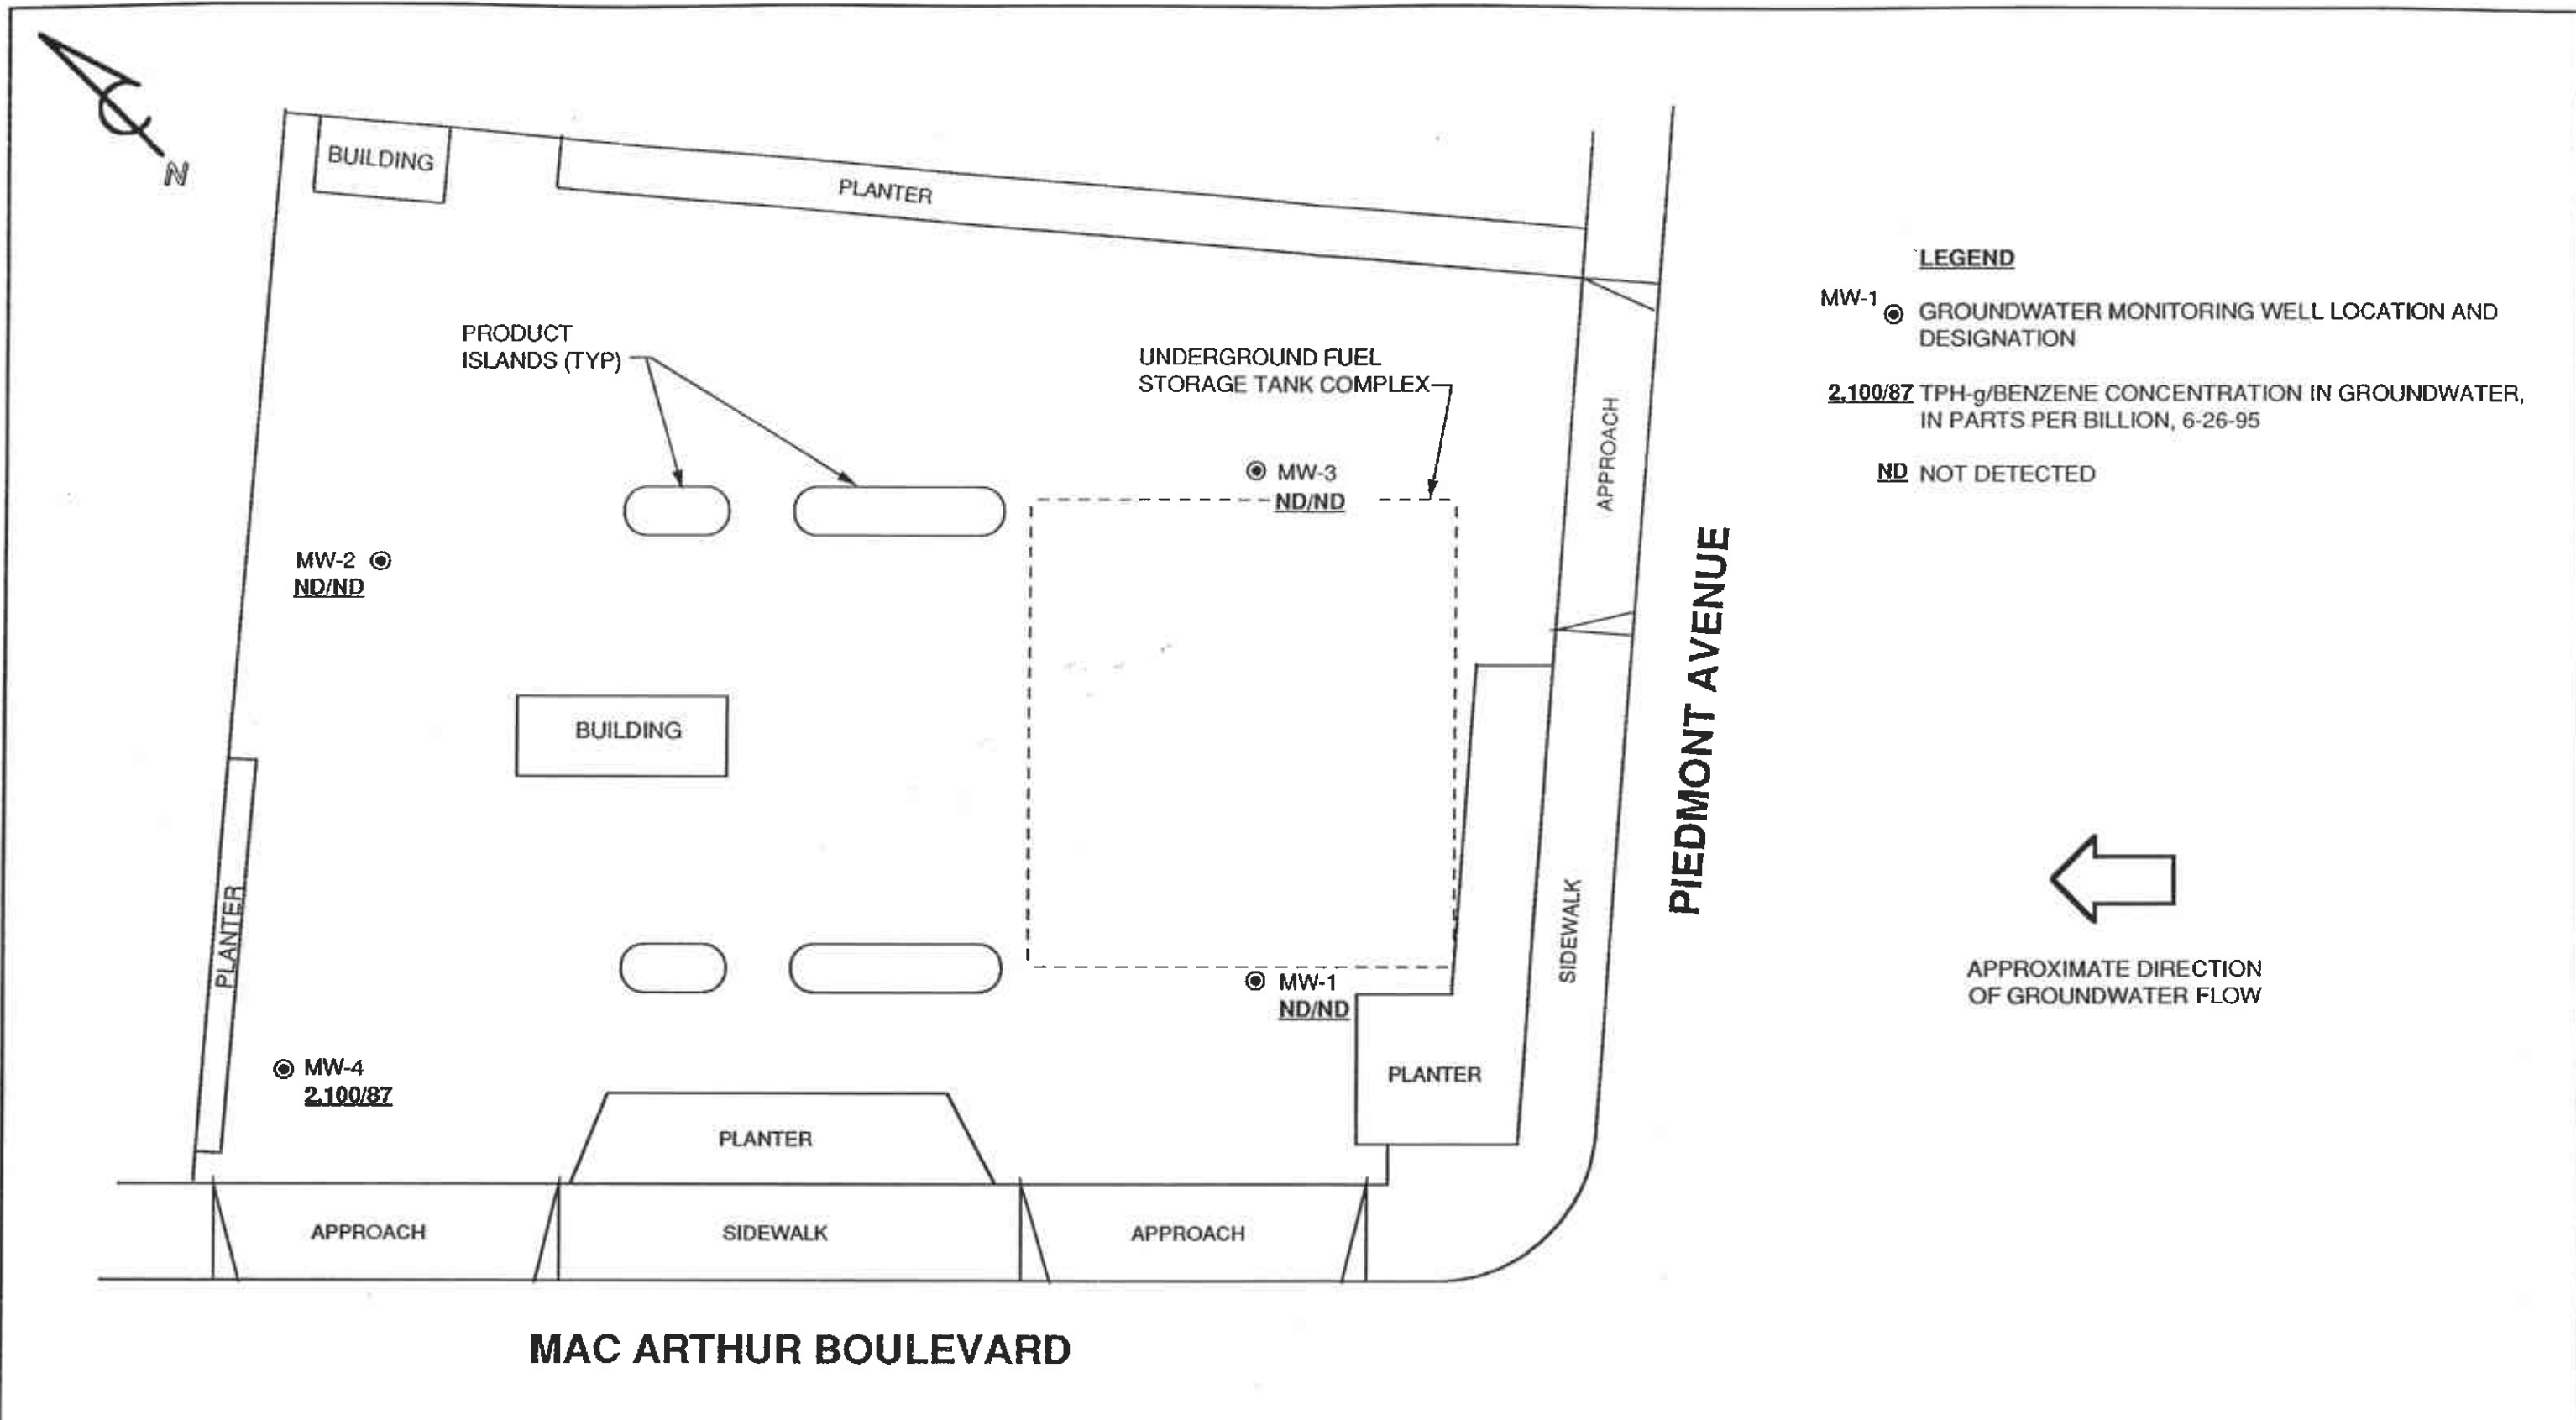 N
BUILDING
PLANTER
PRODUCT
ISLANDS (TYP)
UNDERGROUND FUEL
STORAGE TANK COMPLEX
MW-3
ND/ND
MW-2
ND/ND
BUILDING
PLANTER
MW-1
ND/ND
MW-4
2,100/87
PLANTER
PLANTER
APPROACH
SIDEWALK
APPROACH
APPROACH
SIDEWALK
PIEDMONT AVENUE
MAC ARTHUR BOULEVARD
LEGEND
MW-1 GROUNDWATER MONITORING WELL LOCATION AND
DESIGNATION
2,100/87 TPH-g/BENZENE CONCENTRATION IN GROUNDWATER,
IN PARTS PER BILLION, 6-26-95
ND NOT DETECTED
APPROXIMATE DIRECTION
OF GROUNDWATER FLOW